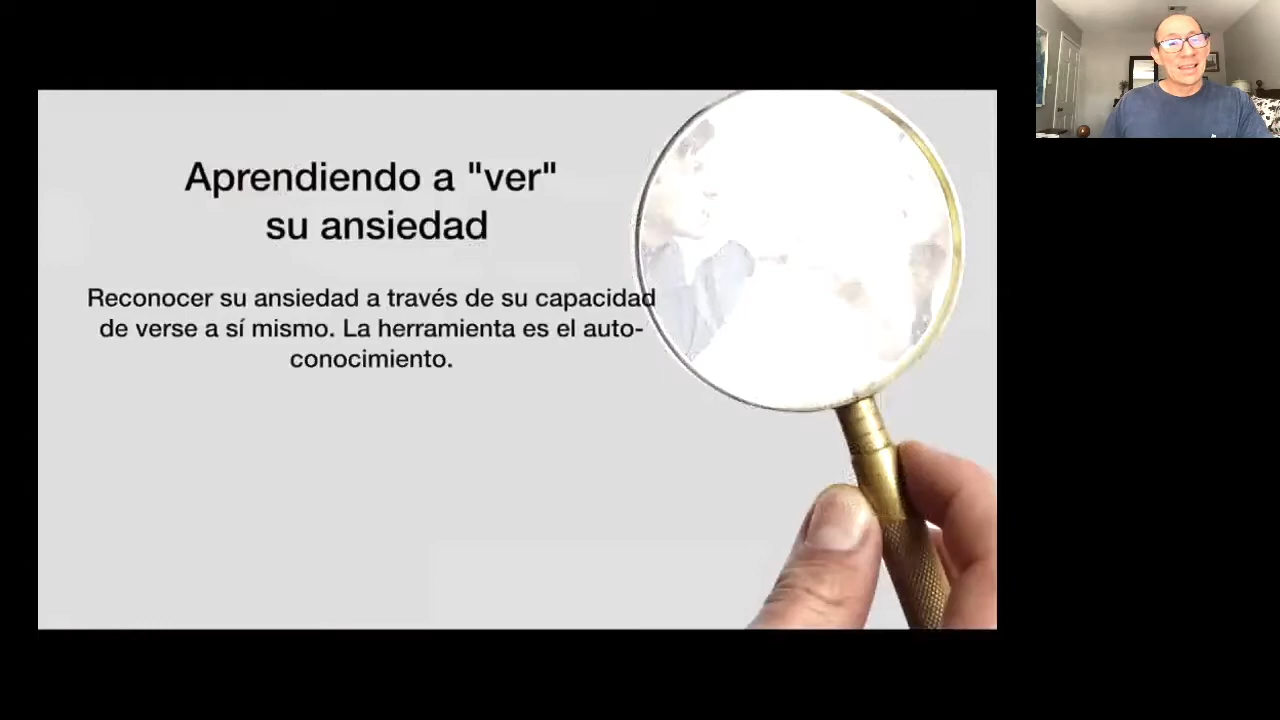 Aprendiendo a "ver"
su ansiedad
Reconocer su ansiedad a través de su capacidad
de verse a sí mismo. La herramienta es el auto-
conocimiento.